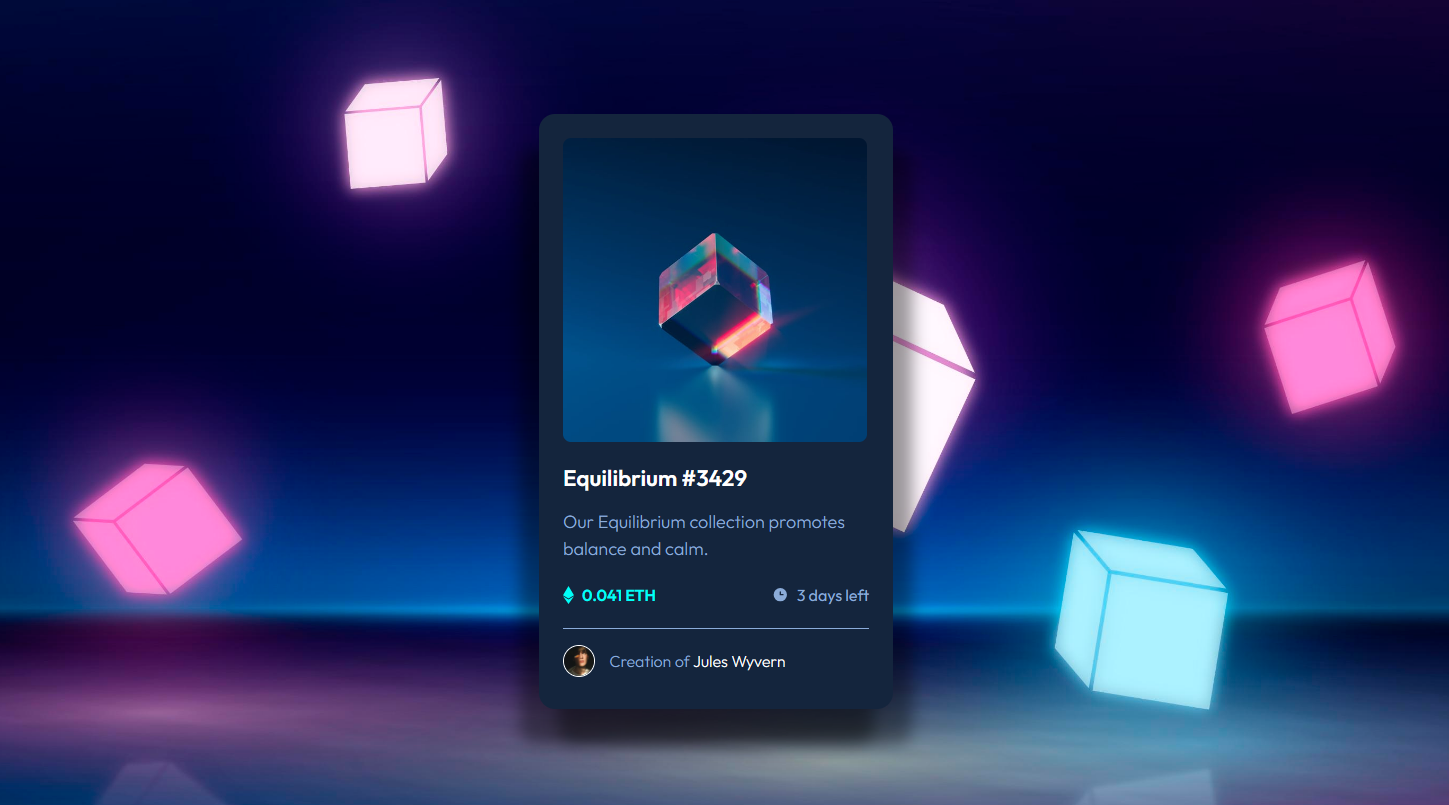 Equilibrium #3429
Our Equilibrium collection promotes
balance and calm.
0.041 ETH
3 days left
Creation of Jules Wyvern